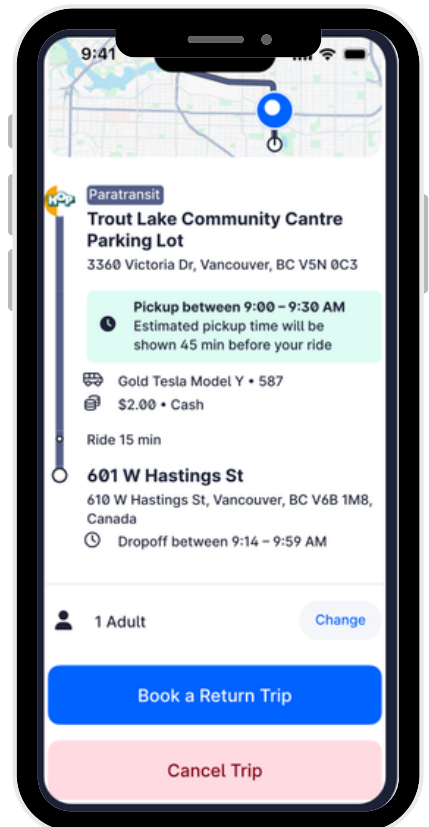 9:41
HOP
Paratransit
Trout Lake Community Cantre
Parking Lot
3360 Victoria Dr, Vancouver, BC V5N 0C3
Pickup between 9:00 – 9:30 AM
Estimated pickup time will be
shown 45 min before your ride
Gold Tesla Model Y • 587
$2.00 • Cash
Ride 15 min
601 W Hastings St
610 W Hastings St, Vancouver, BC V6B 1M8,
Canada
Dropoff between 9:14 – 9:59 AM
1 Adult
Change
Book a Return Trip
Cancel Trip